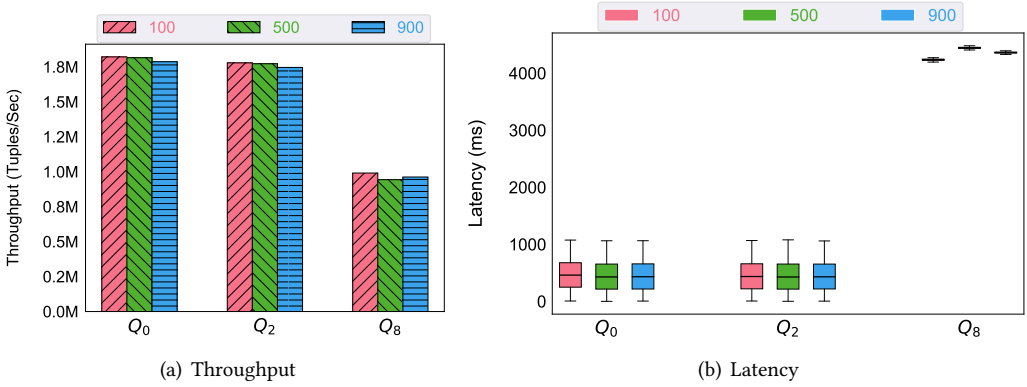 100 500 900
Throughput (Tuples/Sec)
1.8M
1.5M
1.2M
1.0M
0.8M
0.5M
0.2M
0.0M
Q0 Q2 Q8
(a) Throughput
100 500 900
Latency (ms)
4000
3000
2000
1000
0
Q0 Q2 Q8
(b) Latency